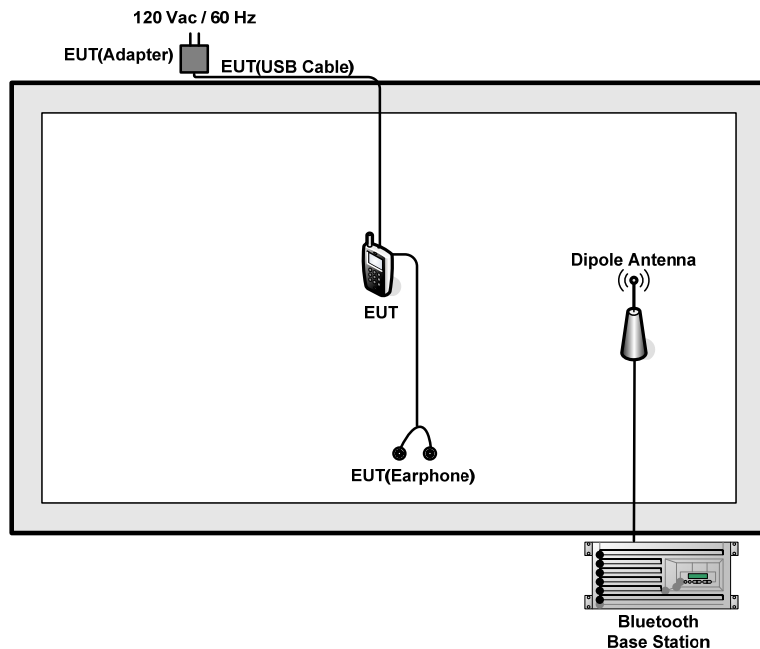 120 Vac / 60 Hz
EUT(Adapter)
EUT(USB Cable)
Dipole Antenna
EUT
EUT(Earphone)
Bluetooth
Base Station